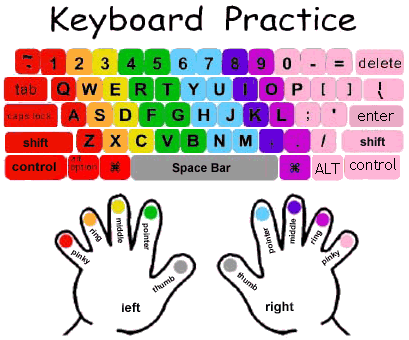 Keyboard Practice
~ 1 2 3 4 5 6 7 8 9 0 - = delete
tab Q W E R T Y U I O P [ ] \
caps lock A S D F G H J K L ; ' enter
shift Z X C V B N M , . / shift
control alt option ⌘ Space Bar ⌘ ALT control
pinky ring middle pointer thumb
left
thumb pointer middle ring pinky
right